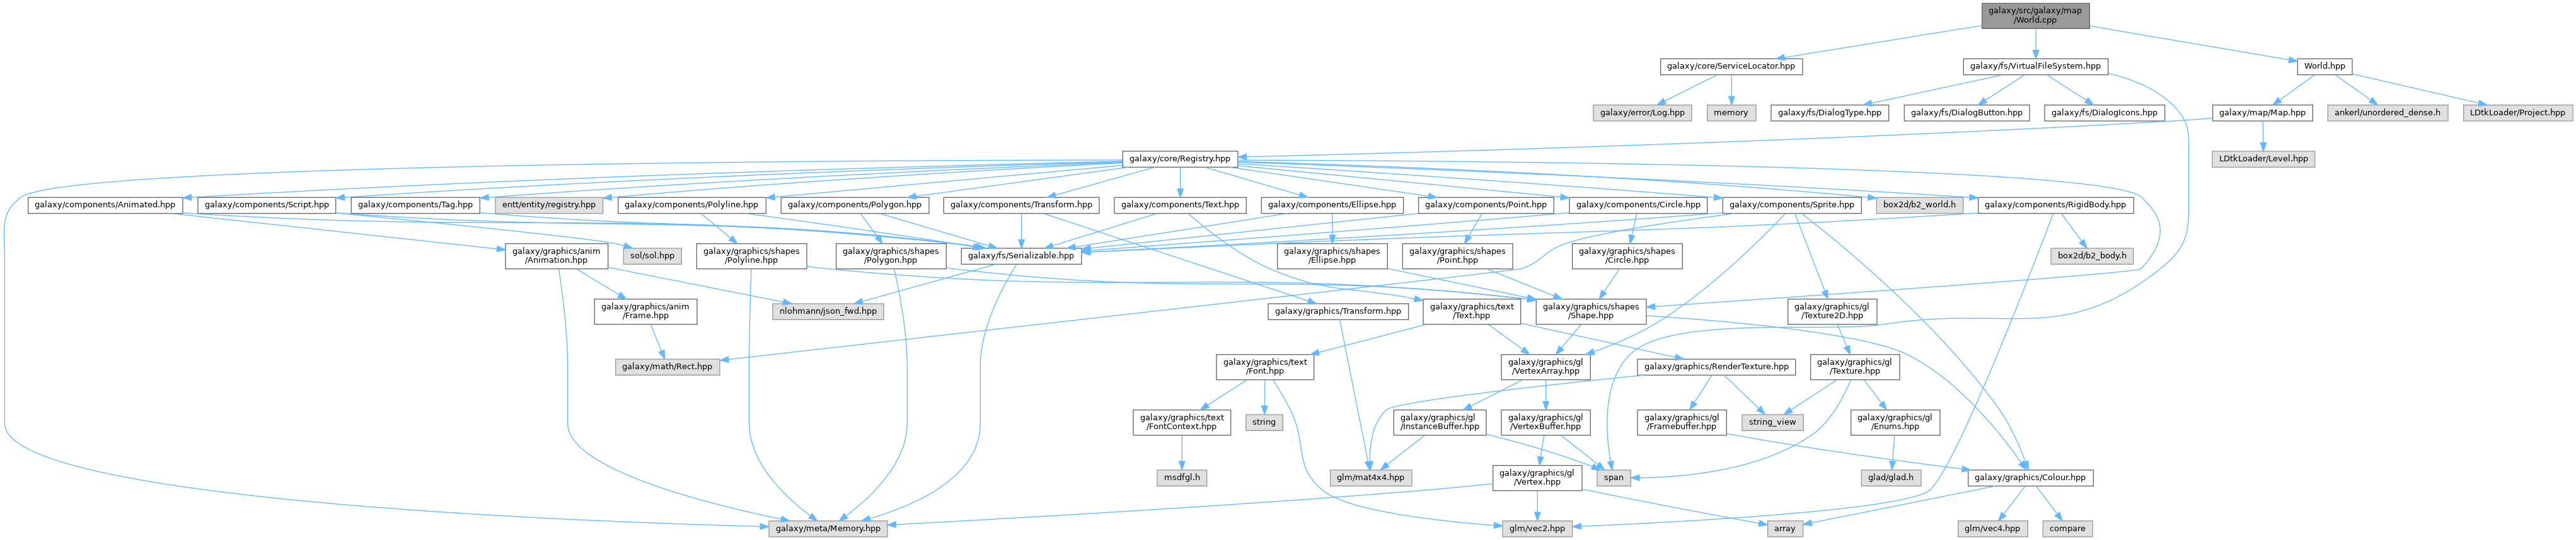 galaxy/src/galaxy/map
/World.cpp
galaxy/core/ServiceLocator.hpp
galaxy/fs/VirtualFileSystem.hpp
World.hpp
galaxy/error/Log.hpp
memory
galaxy/fs/DialogType.hpp
galaxy/fs/DialogButton.hpp
galaxy/fs/DialogIcons.hpp
galaxy/map/Map.hpp
ankerl/unordered_dense.h
LDtkLoader/Project.hpp
galaxy/core/Registry.hpp
LDtkLoader/Level.hpp
galaxy/components/Animated.hpp
galaxy/components/Script.hpp
galaxy/components/Tag.hpp
entt/entity/registry.hpp
galaxy/components/Polyline.hpp
galaxy/components/Polygon.hpp
galaxy/components/Transform.hpp
galaxy/components/Text.hpp
galaxy/components/Ellipse.hpp
galaxy/components/Point.hpp
galaxy/components/Circle.hpp
galaxy/components/Sprite.hpp
box2d/b2_world.h
galaxy/components/RigidBody.hpp
galaxy/graphics/anim
/Animation.hpp
sol/sol.hpp
galaxy/graphics/shapes
/Polyline.hpp
galaxy/graphics/shapes
/Polygon.hpp
galaxy/fs/Serializable.hpp
galaxy/graphics/shapes
/Ellipse.hpp
galaxy/graphics/shapes
/Point.hpp
galaxy/graphics/shapes
/Circle.hpp
box2d/b2_body.h
galaxy/graphics/anim
/Frame.hpp
nlohmann/json_fwd.hpp
galaxy/graphics/Transform.hpp
galaxy/graphics/text
/Text.hpp
galaxy/graphics/shapes
/Shape.hpp
galaxy/graphics/gl
/Texture2D.hpp
galaxy/math/Rect.hpp
galaxy/graphics/text
/Font.hpp
galaxy/graphics/gl
/VertexArray.hpp
galaxy/graphics/RenderTexture.hpp
galaxy/graphics/gl
/Texture.hpp
galaxy/graphics/text
/FontContext.hpp
string
galaxy/graphics/gl
/InstanceBuffer.hpp
galaxy/graphics/gl
/VertexBuffer.hpp
galaxy/graphics/gl
/Framebuffer.hpp
string_view
galaxy/graphics/gl
/Enums.hpp
msdfgl.h
glm/mat4x4.hpp
galaxy/graphics/gl
/Vertex.hpp
span
glad/glad.h
galaxy/graphics/Colour.hpp
galaxy/meta/Memory.hpp
glm/vec2.hpp
array
glm/vec4.hpp
compare